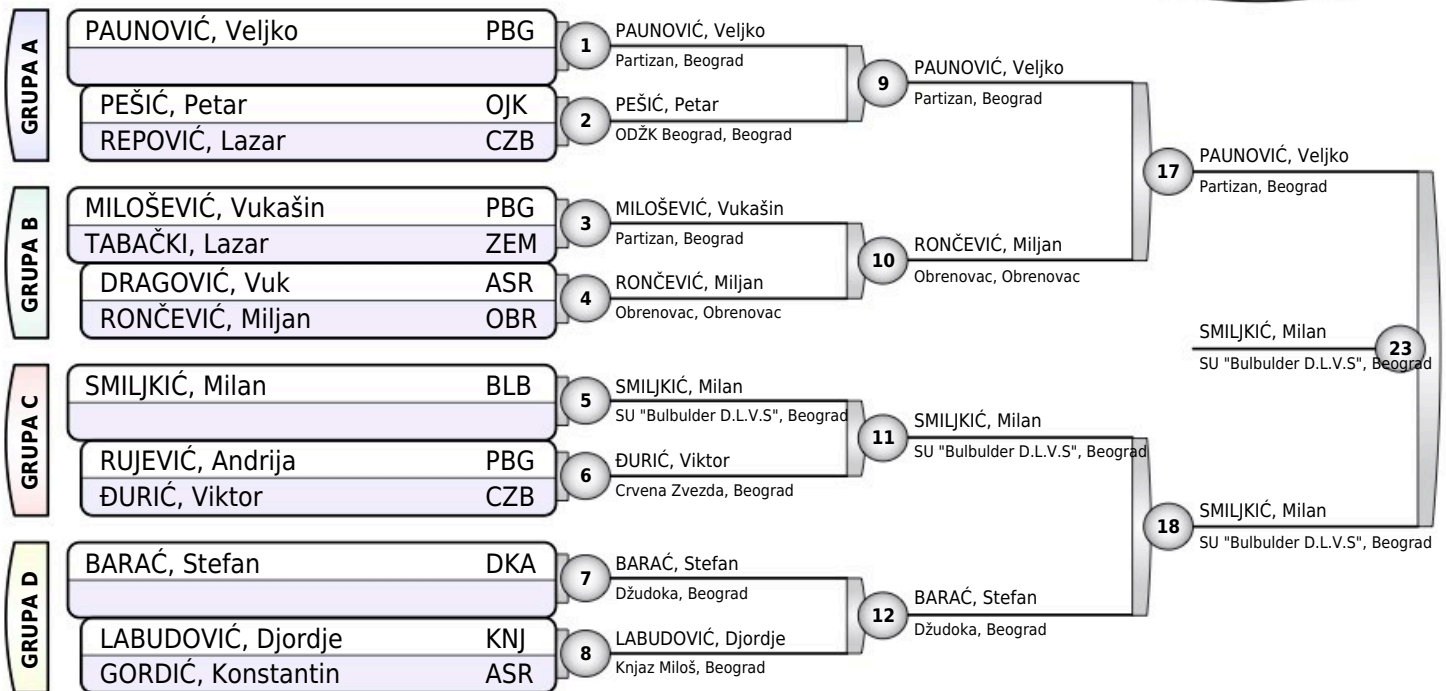 GRUPA A
PAUNOVIĆ, Veljko PBG
PEŠIĆ, Petar OJK
REPOVIĆ, Lazar CZB
GRUPA B
MILOŠEVIĆ, Vukašin PBG
TABAČKI, Lazar ZEM
DRAGOVIĆ, Vuk ASR
RONČEVIĆ, Miljan OBR
GRUPA C
SMILJKIĆ, Milan BLB
RUJEVIĆ, Andrija PBG
ĐURIĆ, Viktor CZB
GRUPA D
BARAĆ, Stefan DKA
LABUDOVIĆ, Djordje KNJ
GORDIĆ, Konstantin ASR
1
PAUNOVIĆ, Veljko
Partizan, Beograd
2
PEŠIĆ, Petar
ODŽK Beograd, Beograd
3
MILOŠEVIĆ, Vukašin
Partizan, Beograd
4
RONČEVIĆ, Miljan
Obrenovac, Obrenovac
5
SMILJKIĆ, Milan
SU "Bulbulder D.L.V.S", Beograd
6
ĐURIĆ, Viktor
Crvena Zvezda, Beograd
7
BARAĆ, Stefan
Džudoka, Beograd
8
LABUDOVIĆ, Djordje
Knjaz Miloš, Beograd
9
PAUNOVIĆ, Veljko
Partizan, Beograd
10
RONČEVIĆ, Miljan
Obrenovac, Obrenovac
11
SMILJKIĆ, Milan
SU "Bulbulder D.L.V.S", Beograd
12
BARAĆ, Stefan
Džudoka, Beograd
17
PAUNOVIĆ, Veljko
Partizan, Beograd
18
SMILJKIĆ, Milan
SU "Bulbulder D.L.V.S", Beograd
23
SMILJKIĆ, Milan
SU "Bulbulder D.L.V.S", Beograd